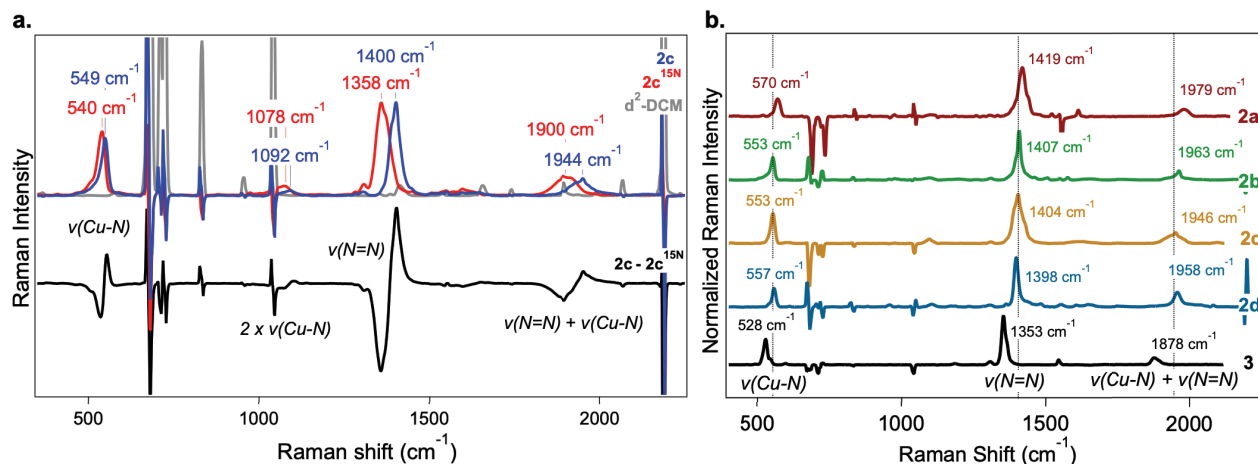 a.
1400 cm-1
2c
549 cm-1
1358 cm-1
2c15N
540 cm-1
1078 cm-1
d2-DCM
1900 cm-1
1092 cm-1
1944 cm-1
v(Cu-N)
v(N=N)
2c - 2c15N
2 x v(Cu-N)
v(N=N) + v(Cu-N)
Raman Intensity
500
1000
1500
2000
Raman shift (cm-1)
b.
1419 cm-1
570 cm-1
1979 cm-1
2a
553 cm-1
1407 cm-1
1963 cm-1
2b
553 cm-1
1404 cm-1
1946 cm-1
2c
557 cm-1
1398 cm-1
1958 cm-1
2d
528 cm-1
1353 cm-1
1878 cm-1
3
v(Cu-N)
v(N=N)
v(Cu-N) + v(N=N)
Normalized Raman Intensity
500
1000
1500
2000
Raman Shift (cm-1)